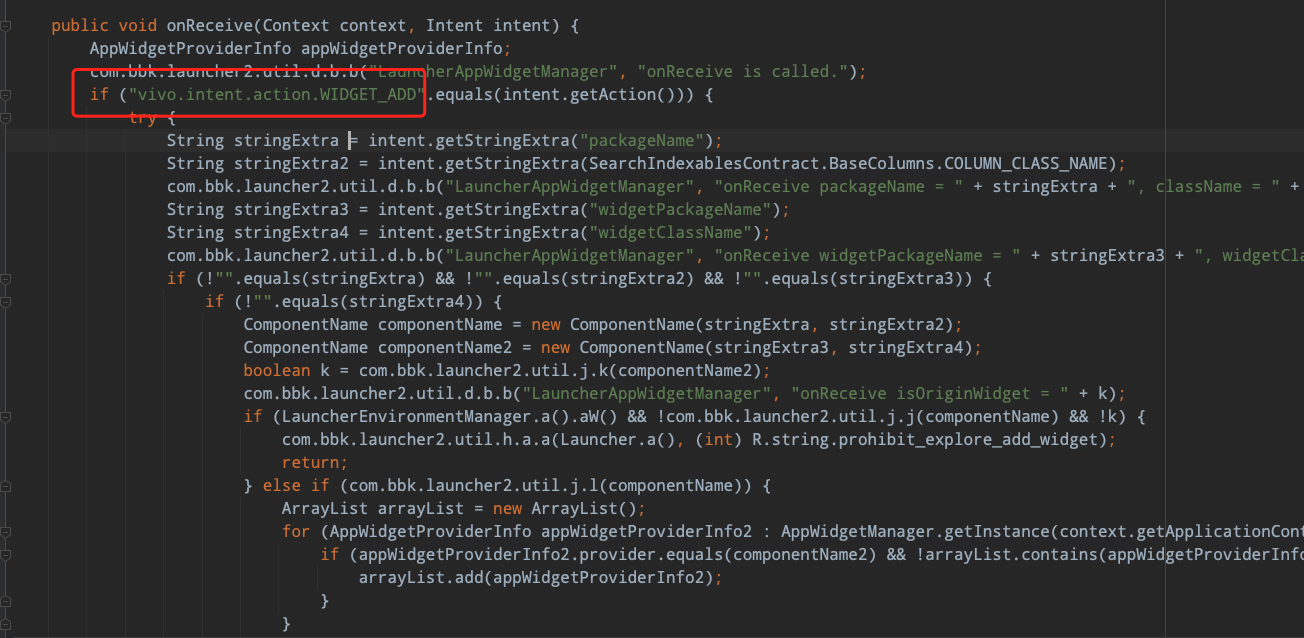 public void onReceive(Context context, Intent intent) {
AppWidgetProviderInfo appWidgetProviderInfo;
com.bbk.launcher2.util.d.b.b("LauncherAppWidgetManager", "onReceive is called.");
if ("vivo.intent.action.WIDGET_ADD".equals(intent.getAction())) {
try {
String stringExtra = intent.getStringExtra("packageName");
String stringExtra2 = intent.getStringExtra(SearchIndexablesContract.BaseColumns.COLUMN_CLASS_NAME);
com.bbk.launcher2.util.d.b.b("LauncherAppWidgetManager", "onReceive packageName = " + stringExtra + ", className = " +
String stringExtra3 = intent.getStringExtra("widgetPackageName");
String stringExtra4 = intent.getStringExtra("widgetClassName");
com.bbk.launcher2.util.d.b.b("LauncherAppWidgetManager", "onReceive widgetPackageName = " + stringExtra3 + ", widgetCla
if (!"".equals(stringExtra) && !"".equals(stringExtra2) && !"".equals(stringExtra3)) {
if (!"".equals(stringExtra4)) {
ComponentName componentName = new ComponentName(stringExtra, stringExtra2);
ComponentName componentName2 = new ComponentName(stringExtra3, stringExtra4);
boolean k = com.bbk.launcher2.util.j.k(componentName2);
com.bbk.launcher2.util.d.b.b("LauncherAppWidgetManager", "onReceive isOriginWidget = " + k);
if (LauncherEnvironmentManager.a().aW() && !com.bbk.launcher2.util.j.j(componentName) && !k) {
com.bbk.launcher2.util.h.a.a(Launcher.a(), (int) R.string.prohibit_explore_add_widget);
return;
} else if (com.bbk.launcher2.util.j.l(componentName)) {
ArrayList arrayList = new ArrayList();
for (AppWidgetProviderInfo appWidgetProviderInfo2 : AppWidgetManager.getInstance(context.getApplicationCont
if (appWidgetProviderInfo2.provider.equals(componentName2) && !arrayList.contains(appWidgetProviderInfo
arrayList.add(appWidgetProviderInfo2);
}
}